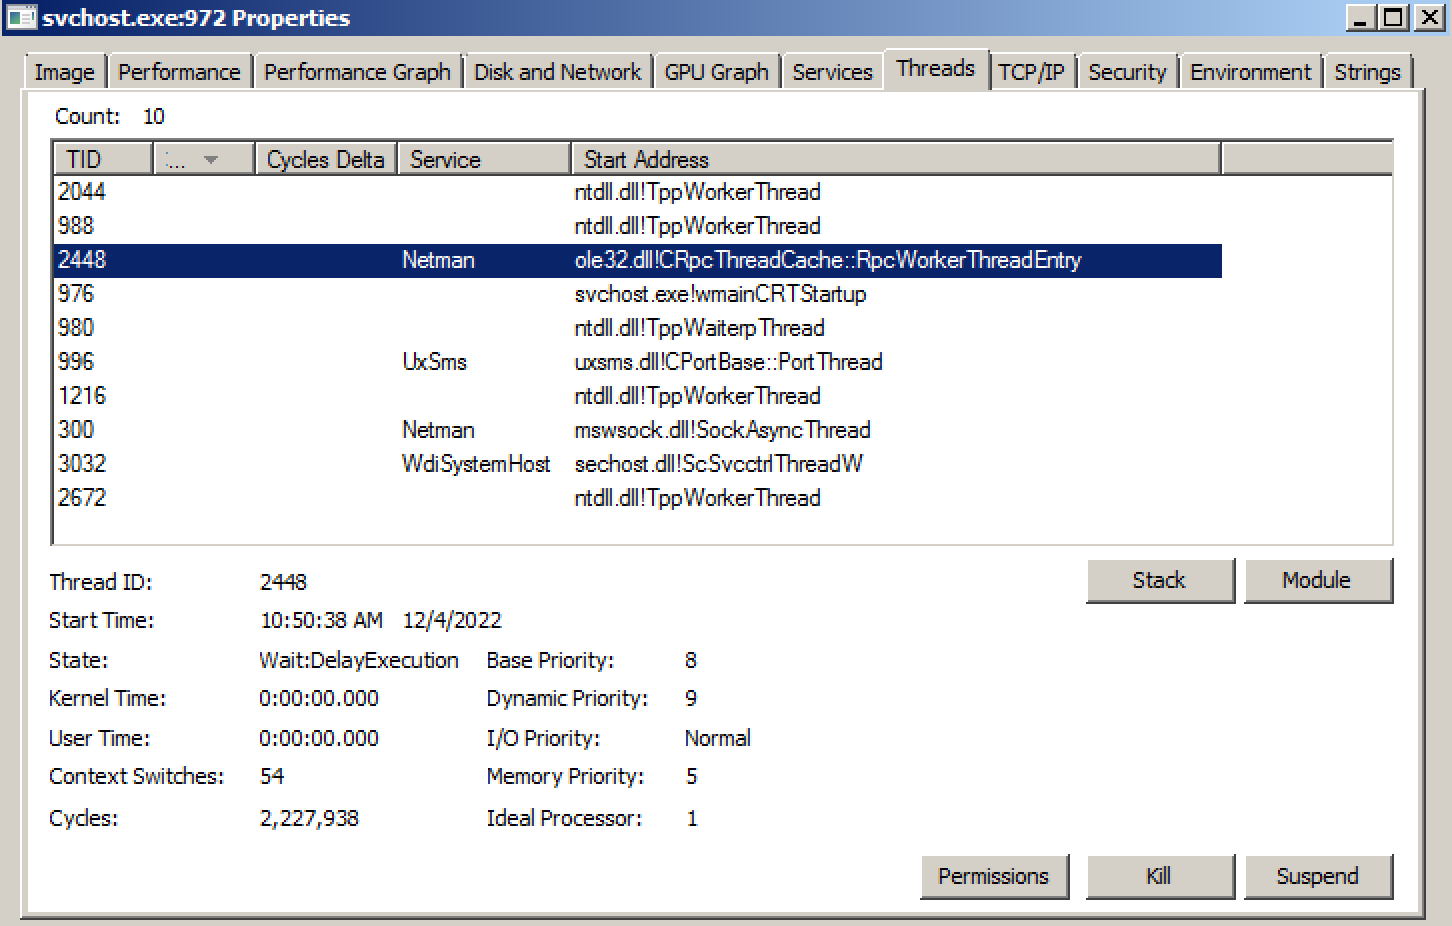 svchost.exe:972 Properties
Image Performance Performance Graph Disk and Network GPU Graph Services Threads TCP/IP Security Environment Strings
Count: 10
TID :... Cycles Delta Service Start Address
2044 ntdll.dll!TppWorkerThread
988 ntdll.dll!TppWorkerThread
2448 Netman ole32.dll!CRpcThreadCache::RpcWorkerThreadEntry
976 svchost.exe!wmainCRTStartup
980 ntdll.dll!TppWaiterpThread
996 UxSms uxsms.dll!CPortBase::PortThread
1216 ntdll.dll!TppWorkerThread
300 Netman mswsock.dll!SockAsyncThread
3032 WdiSystemHost sechost.dll!ScSvcctrlThreadW
2672 ntdll.dll!TppWorkerThread
Thread ID: 2448 Stack Module
Start Time: 10:50:38 AM 12/4/2022
State: Wait:DelayExecution Base Priority: 8
Kernel Time: 0:00:00.000 Dynamic Priority: 9
User Time: 0:00:00.000 I/O Priority: Normal
Context Switches: 54 Memory Priority: 5
Cycles: 2,227,938 Ideal Processor: 1
Permissions Kill Suspend